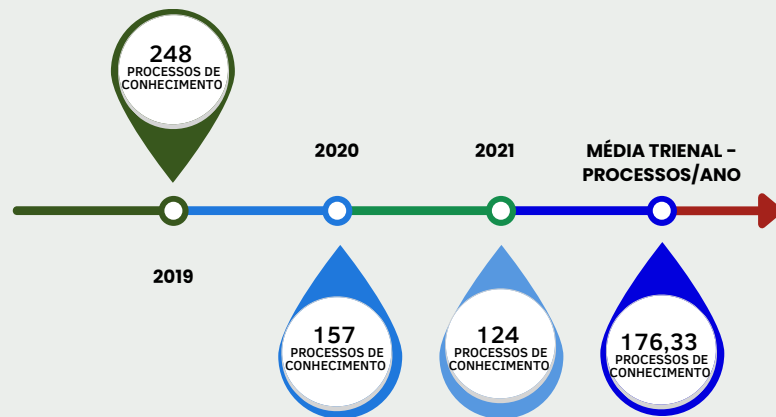 248
PROCESSOS DE
CONHECIMENTO
2019
2020
157
PROCESSOS DE
CONHECIMENTO
2021
124
PROCESSOS DE
CONHECIMENTO
MÉDIA TRIENAL –
PROCESSOS/ANO
176,33
PROCESSOS DE
CONHECIMENTO